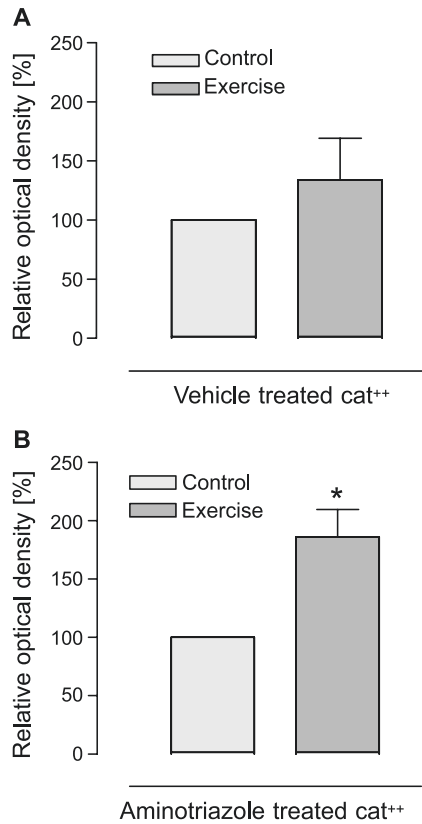 A
Relative optical density [%]
250
200
150
100
50
0
Control
Exercise
Vehicle treated cat⁺⁺
B
Relative optical density [%]
250
200
150
100
50
0
Control
Exercise
*
Aminotriazole treated cat⁺⁺